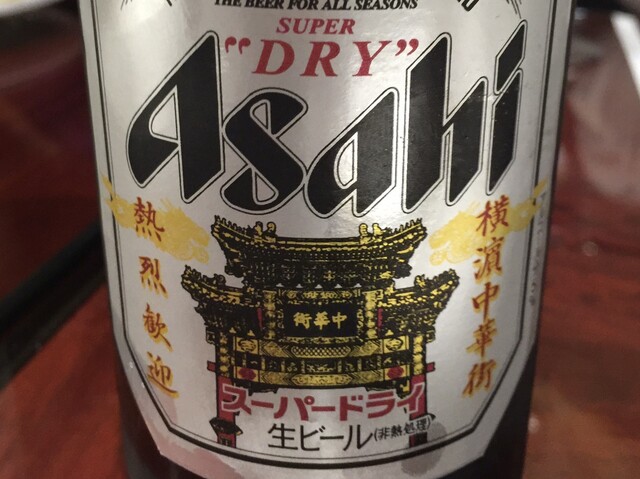 THE BEER FOR ALL SEASONS
SUPER
"DRY"
Asahi
横濱中華街
熱烈歓迎
中華街
スーパードライ
生ビール(非熱処理)